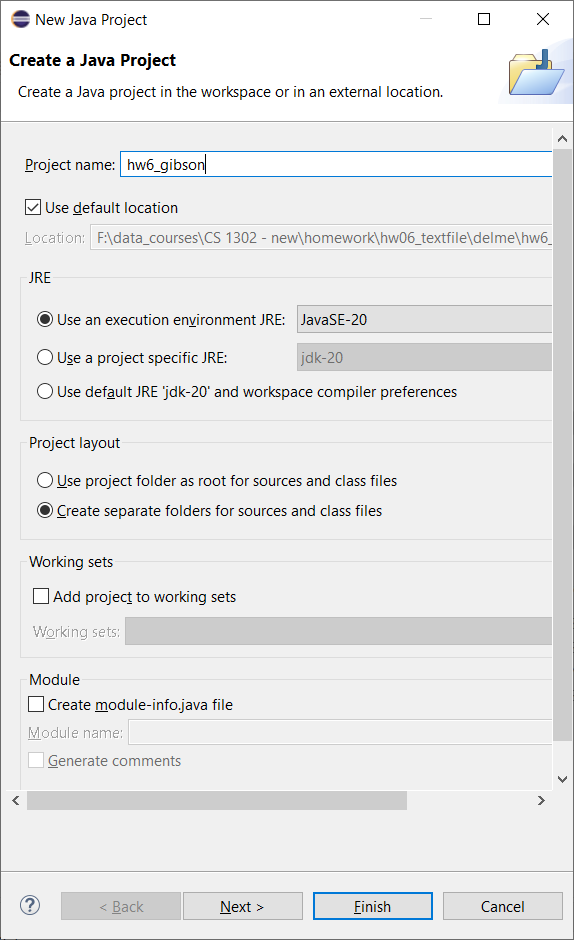 New Java Project
Create a Java Project
Create a Java project in the workspace or in an external location.
Project name: hw6_gibson
Use default location
Location: F:\data_courses\CS 1302 - new\homework\hw06_textfile\delme\hw6_
JRE
Use an execution environment JRE: JavaSE-20
Use a project specific JRE: jdk-20
Use default JRE 'jdk-20' and workspace compiler preferences
Project layout
Use project folder as root for sources and class files
Create separate folders for sources and class files
Working sets
Add project to working sets
Working sets:
Module
Create module-info.java file
Module name:
Generate comments
? < Back Next > Finish Cancel